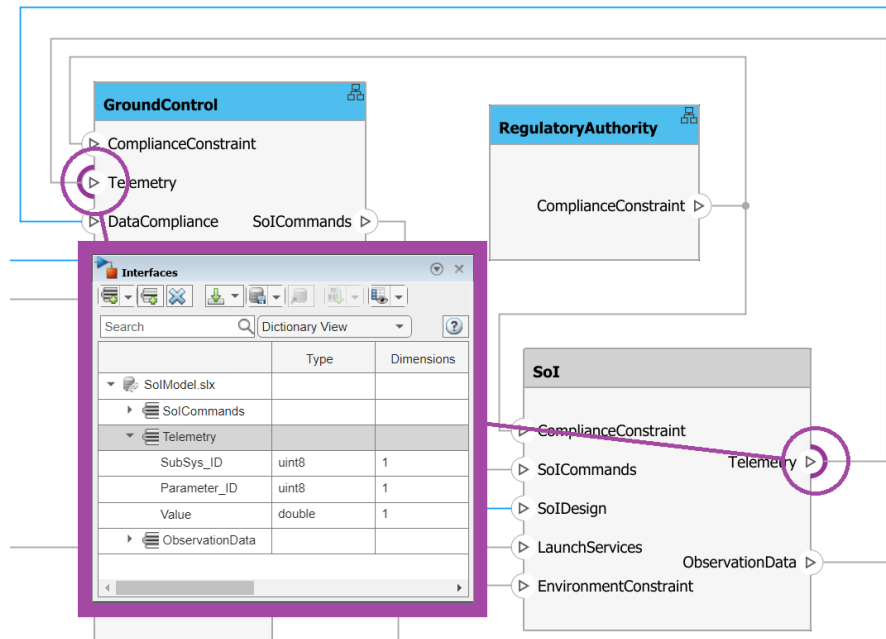 GroundControl
ComplianceConstraint
Telemetry
DataCompliance
SoICommands
RegulatoryAuthority
ComplianceConstraint
Interfaces
Search
Dictionary View
?
Type Dimensions
SoIModel.slx
SoICommands
Telemetry
SubSys_ID uint8 1
Parameter_ID uint8 1
Value double 1
ObservationData
SoI
ComplianceConstraint
SoICommands
SoIDesign
LaunchServices
EnvironmentConstraint
Telemetry
ObservationData